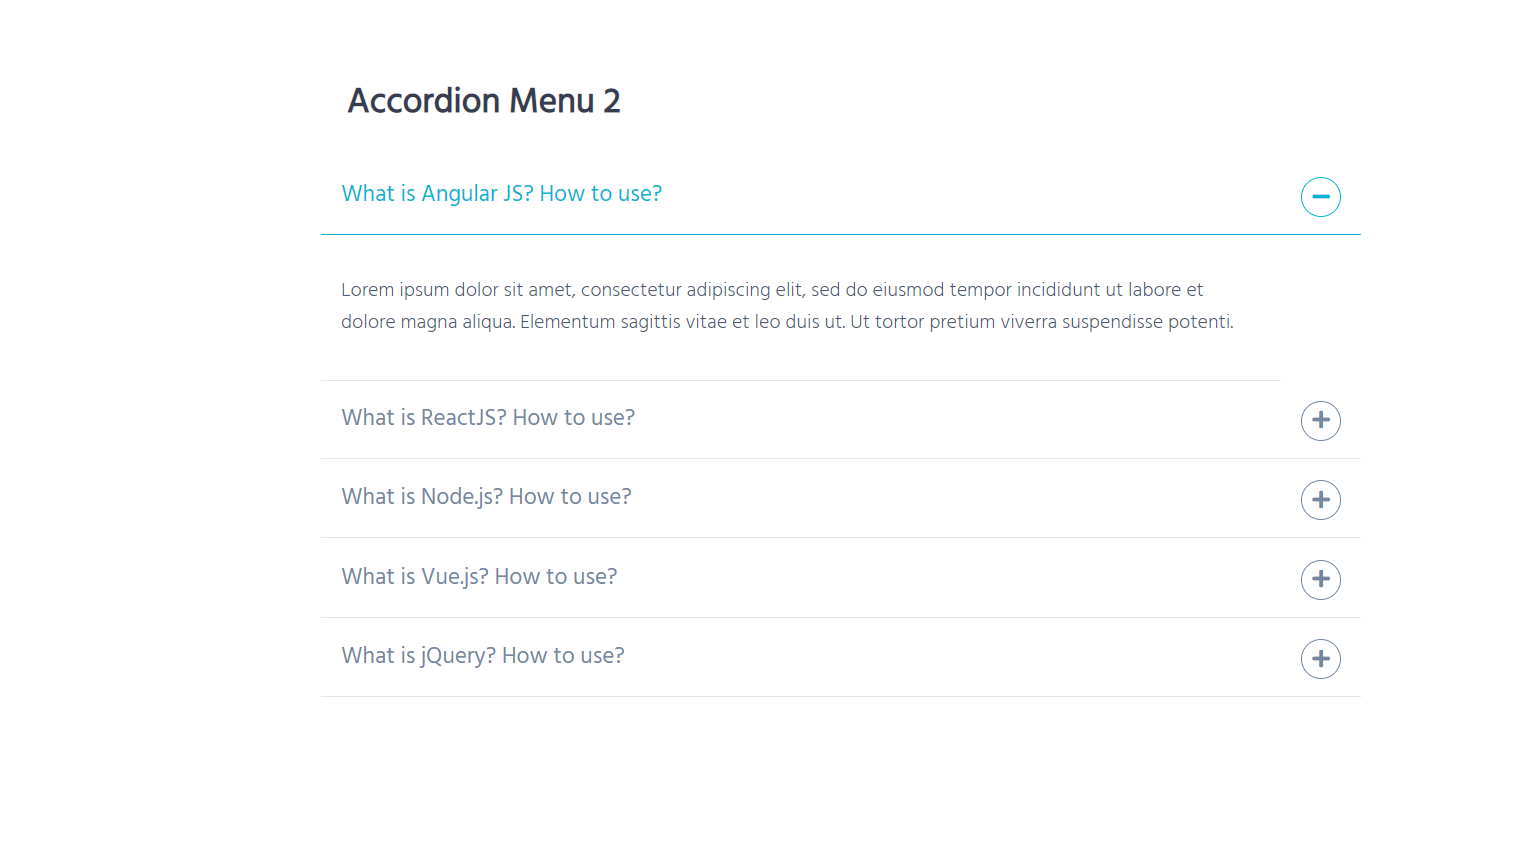 Accordion Menu 2
What is Angular JS? How to use?
Lorem ipsum dolor sit amet, consectetur adipiscing elit, sed do eiusmod tempor incididunt ut labore et
dolore magna aliqua. Elementum sagittis vitae et leo duis ut. Ut tortor pretium viverra suspendisse potenti.
What is ReactJS? How to use?
What is Node.js? How to use?
What is Vue.js? How to use?
What is jQuery? How to use?